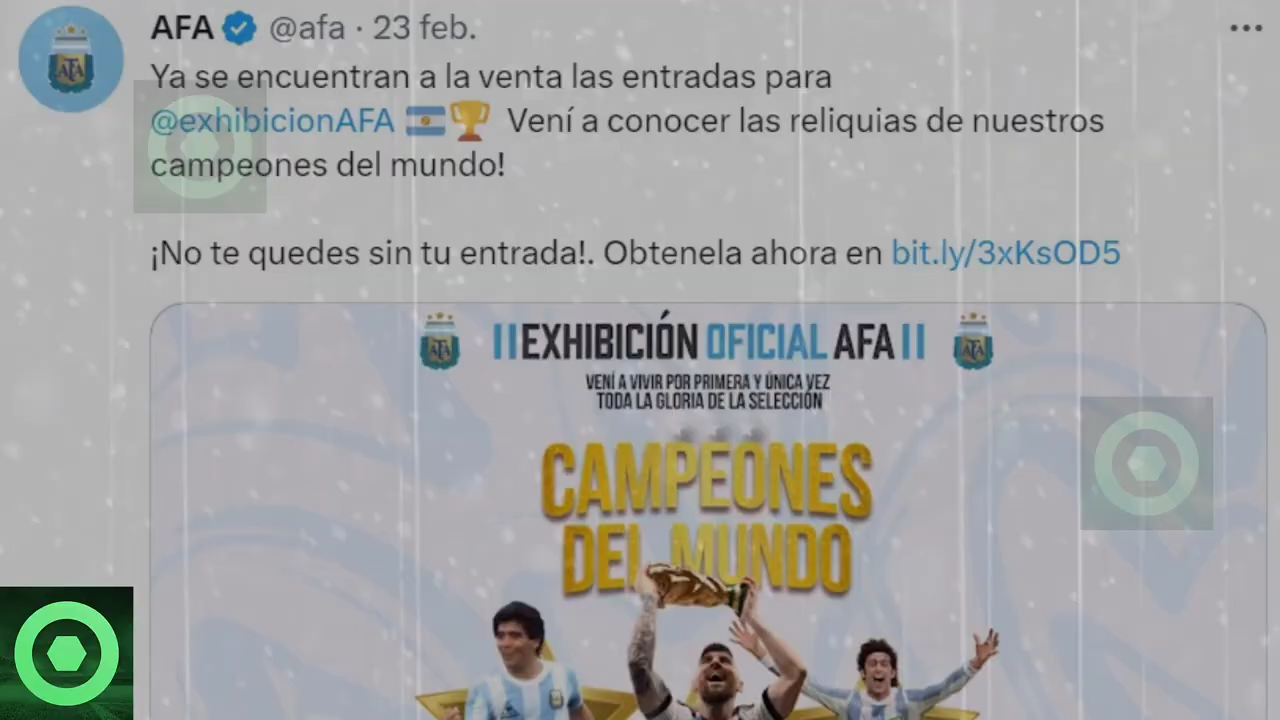 AFA @afa · 23 feb.
Ya se encuentran a la venta las entradas para
@exhibicionAFA 🇦🇷🏆 Vení a conocer las reliquias de nuestros
campeones del mundo!
¡No te quedes sin tu entrada!. Obtenela ahora en bit.ly/3xKsOD5
EXHIBICIÓN OFICIAL AFA
VENÍ A VIVIR POR PRIMERA Y ÚNICA VEZ
TODA LA GLORIA DE LA SELECCIÓN
CAMPEONES
DEL MUNDO